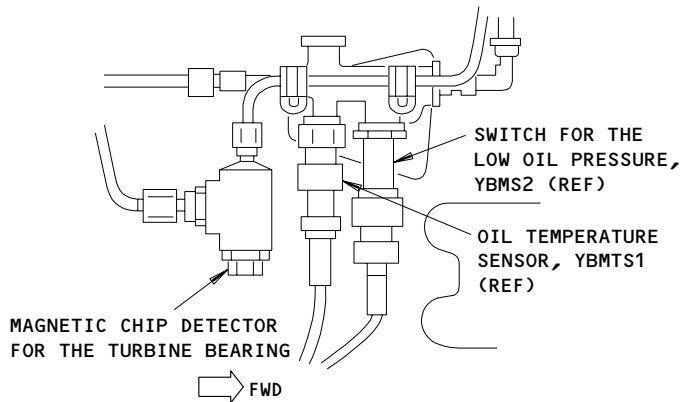 SWITCH FOR THE
LOW OIL PRESSURE,
YBMS2 (REF)
OIL TEMPERATURE
SENSOR, YBMTS1
(REF)
MAGNETIC CHIP DETECTOR
FOR THE TURBINE BEARING
FWD